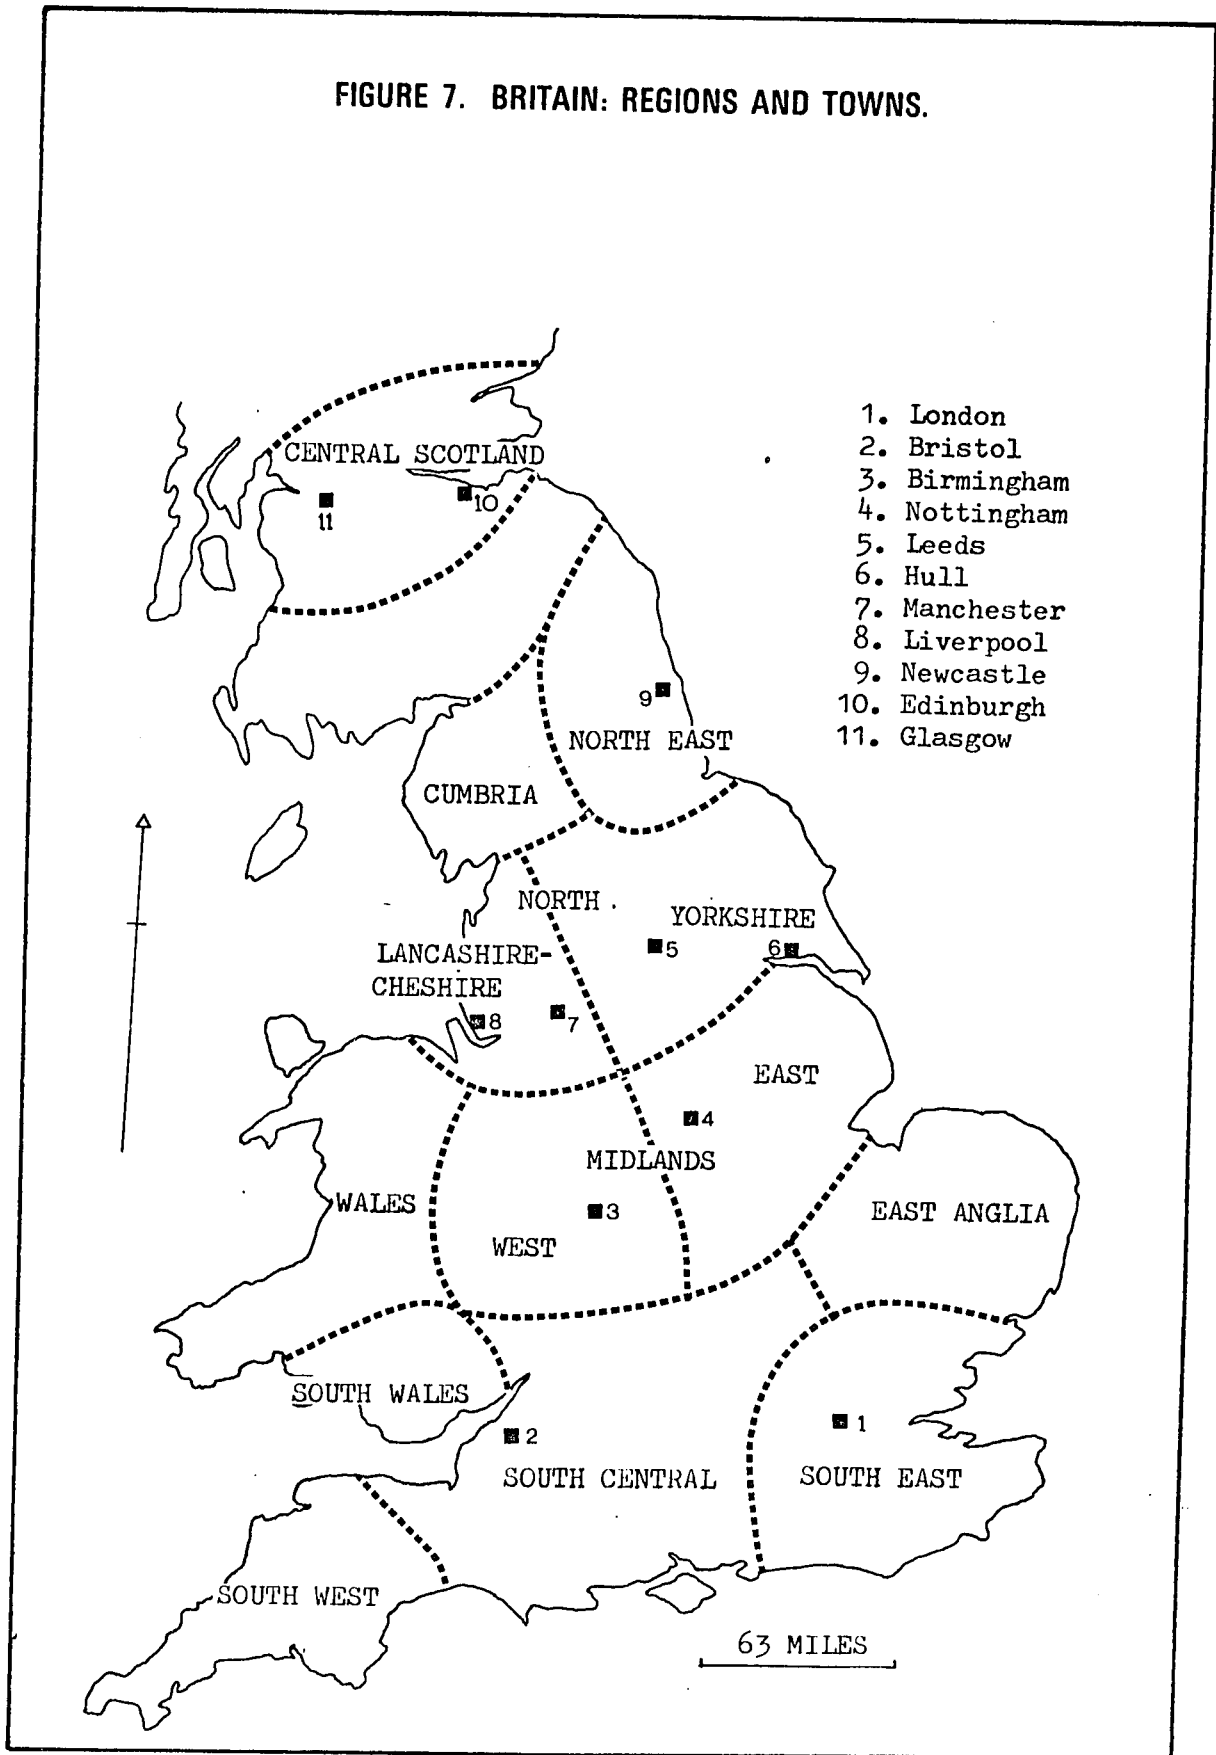 FIGURE 7. BRITAIN: REGIONS AND TOWNS.
1. London
2. Bristol
3. Birmingham
4. Nottingham
5. Leeds
6. Hull
7. Manchester
8. Liverpool
9. Newcastle
10. Edinburgh
11. Glasgow
CENTRAL SCOTLAND
10
11
9
NORTH EAST
CUMBRIA
NORTH
YORKSHIRE
5
6
LANCASHIRE-
CHESHIRE
8
7
EAST
4
MIDLANDS
WALES
3
EAST ANGLIA
WEST
SOUTH WALES
1
2
SOUTH CENTRAL
SOUTH EAST
SOUTH WEST
63 MILES